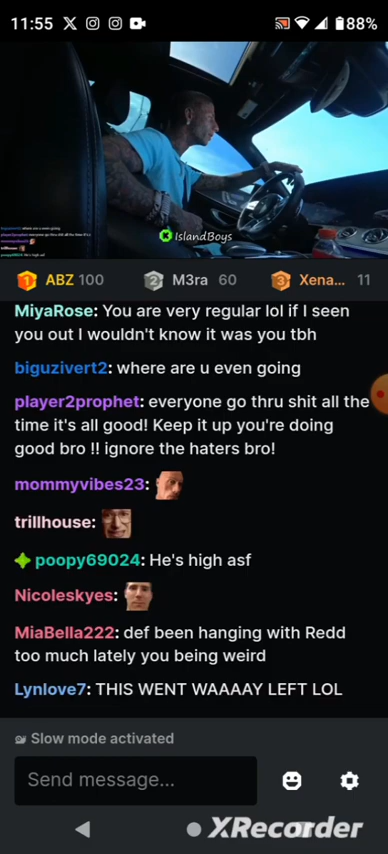 11:55
88%
IslandBoys
1 ABZ 100
2 M3ra 60
3 Xena... 11
MiyaRose: You are very regular lol if I seen
you out I wouldn't know it was you tbh
biguzivert2: where are u even going
player2prophet: everyone go thru shit all the
time it's all good! Keep it up you're doing
good bro !! ignore the haters bro!
mommyvibes23:
trillhouse:
poopy69024: He's high asf
Nicoleskyes:
MiaBella222: def been hanging with Redd
too much lately you being weird
Lynlove7: THIS WENT WAAAAY LEFT LOL
Slow mode activated
Send message...
XRecorder